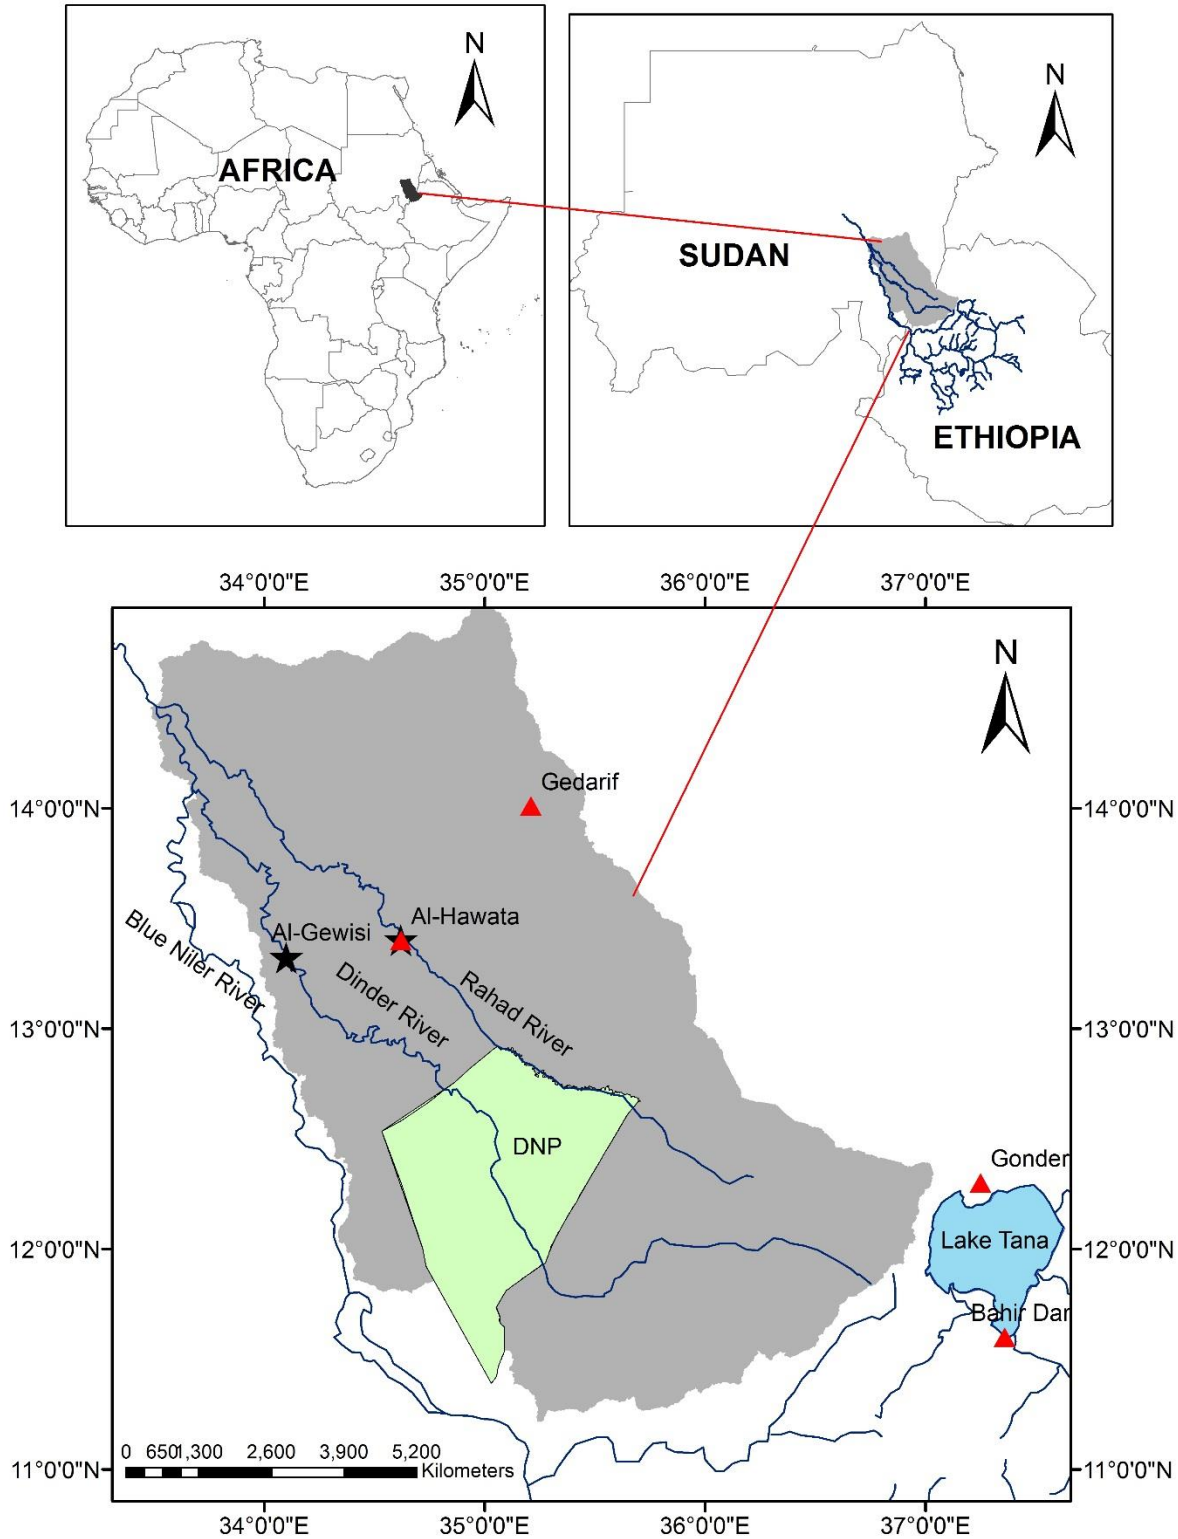 N
AFRICA
N
SUDAN
ETHIOPIA
34°0'0"E 35°0'0"E 36°0'0"E 37°0'0"E
N
Gedarif
14°0'0"N 14°0'0"N
Al-Hawata
Al-Gewisi
Blue Niler River
Dinder River
Rahad River
13°0'0"N 13°0'0"N
DNP
Gonder
Lake Tana
12°0'0"N 12°0'0"N
Bahir Dar
0 650 1,300 2,600 3,900 5,200
Kilometers
11°0'0"N 11°0'0"N
34°0'0"E 35°0'0"E 36°0'0"E 37°0'0"E